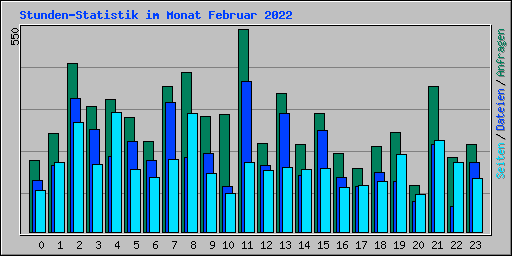 Stunden-Statistik im Monat Februar 2022
550
Seiten / Dateien / Anfragen
0 1 2 3 4 5 6 7 8 9 10 11 12 13 14 15 16 17 18 19 20 21 22 23